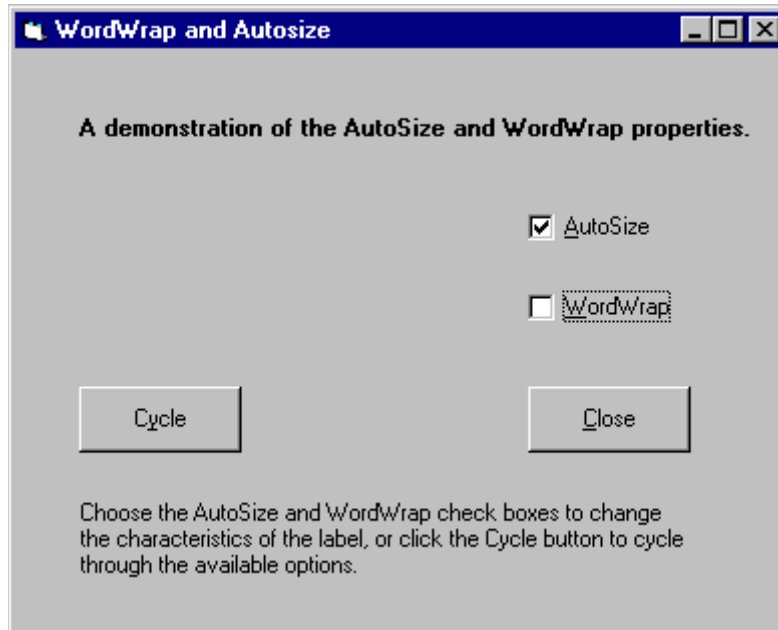 WordWrap and Autosize
A demonstration of the AutoSize and WordWrap properties.
AutoSize
WordWrap
Cycle
Close
Choose the AutoSize and WordWrap check boxes to change
the characteristics of the label, or click the Cycle button to cycle
through the available options.